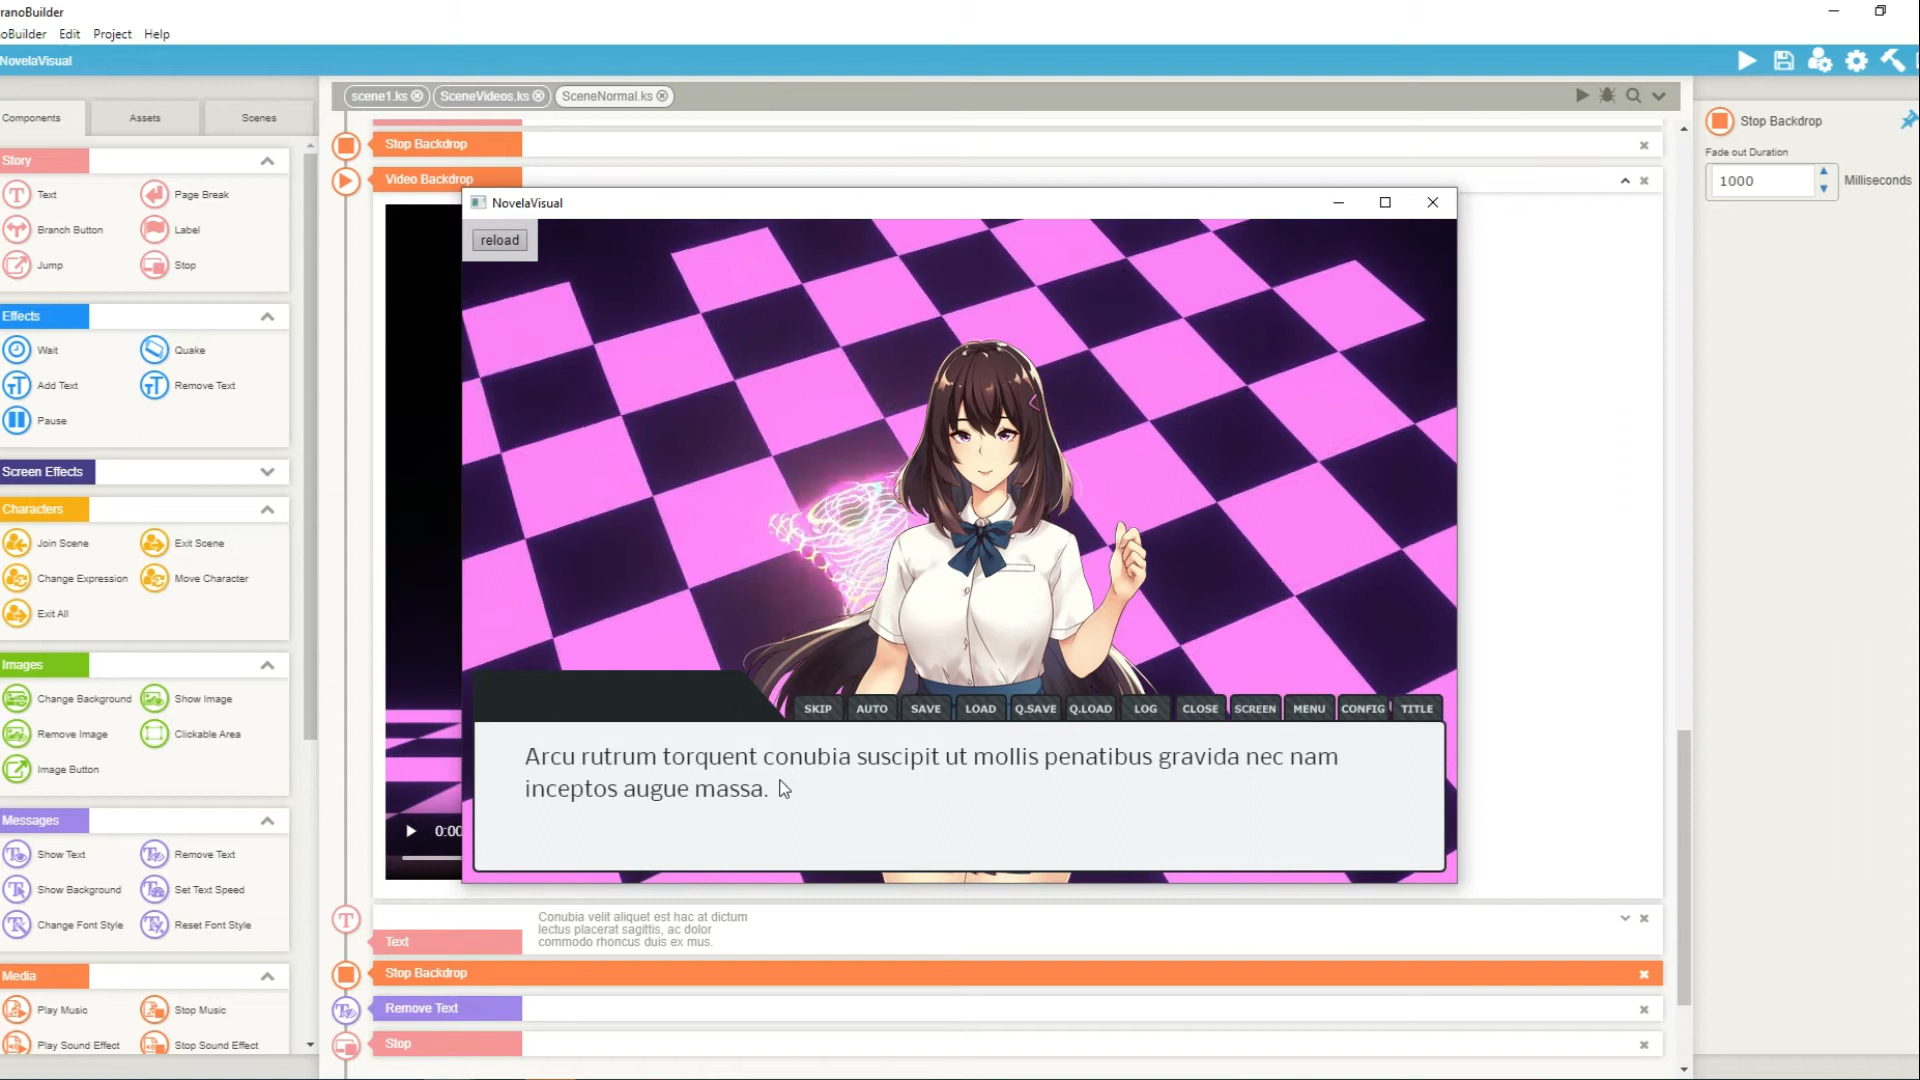 ranoBuilder
oBuilder Edit Project Help
NovelaVisual
Components Assets Scenes
scene1.ks SceneVideos.ks SceneNormal.ks
Story
Text Page Break
Branch Button Label
Jump Stop
Effects
Wait Quake
Add Text Remove Text
Pause
Screen Effects
Characters
Join Scene Exit Scene
Change Expression Move Character
Exit All
Images
Change Background Show Image
Remove Image Clickable Area
Image Button
Messages
Show Text Remove Text
Show Background Set Text Speed
Change Font Style Reset Font Style
Media
Play Music Stop Music
Play Sound Effect Stop Sound Effect
Stop Backdrop
Video Backdrop
NovelaVisual
reload
SKIP AUTO SAVE LOAD Q.SAVE Q.LOAD LOG CLOSE SCREEN MENU CONFIG TITLE
Arcu rutrum torquent conubia suscipit ut mollis penatibus gravida nec nam
inceptos augue massa.
0:00
Conubia velit aliquet est hac at dictum
lectus placerat sagittis, ac dolor
commodo rhoncus duis ex mus.
Text
Stop Backdrop
Remove Text
Stop
Stop Backdrop
Fade out Duration
1000 Milliseconds